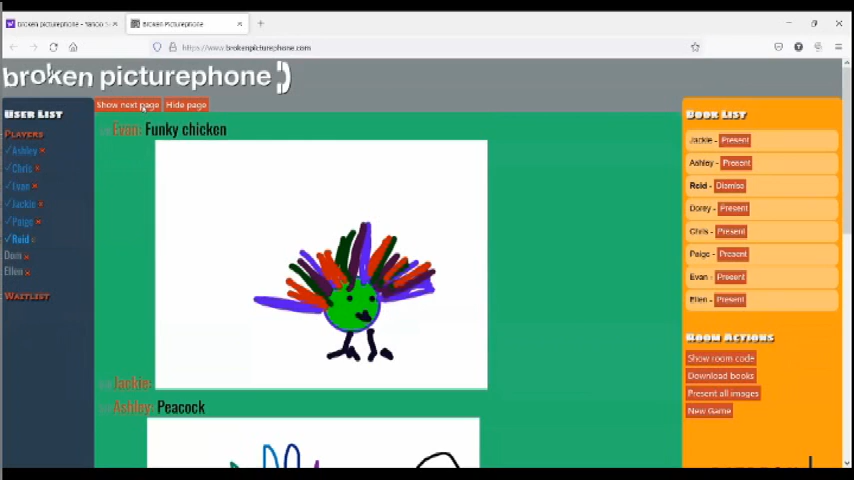 broken picturephone - Yahoo S
Broken Picturephone
https://www.brokenpicturephone.com
broken picturephone
Show next page
Hide page
User List
Players
✓Ashley ×
✓Chris ×
✓Evan ×
✓Jackie ×
✓Paige ×
✓Reid
×
Ellen ×
Waitlist
Evan: Funky chicken
Jackie:
Ashley: Peacock
Book List
Jackie - Present
Ashley - Present
Reid - Dismiss
Present
Chris - Present
Paige - Present
Evan - Present
Ellen - Present
Room Actions
Show room code
Download books
Present all images
New Game